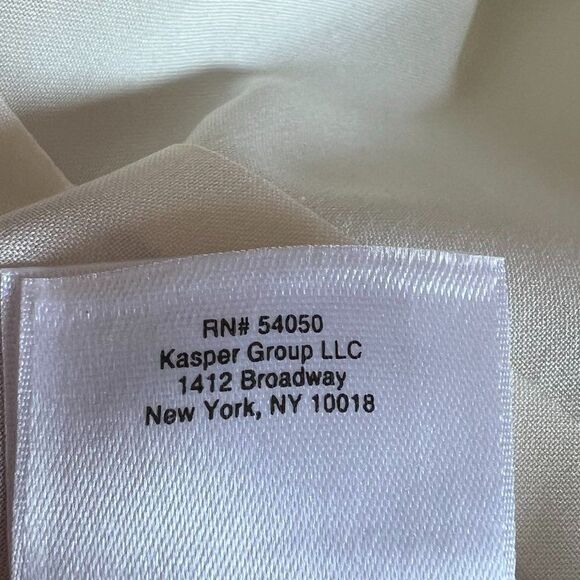 RN# 54050
Kasper Group LLC
1412 Broadway
New York, NY 10018